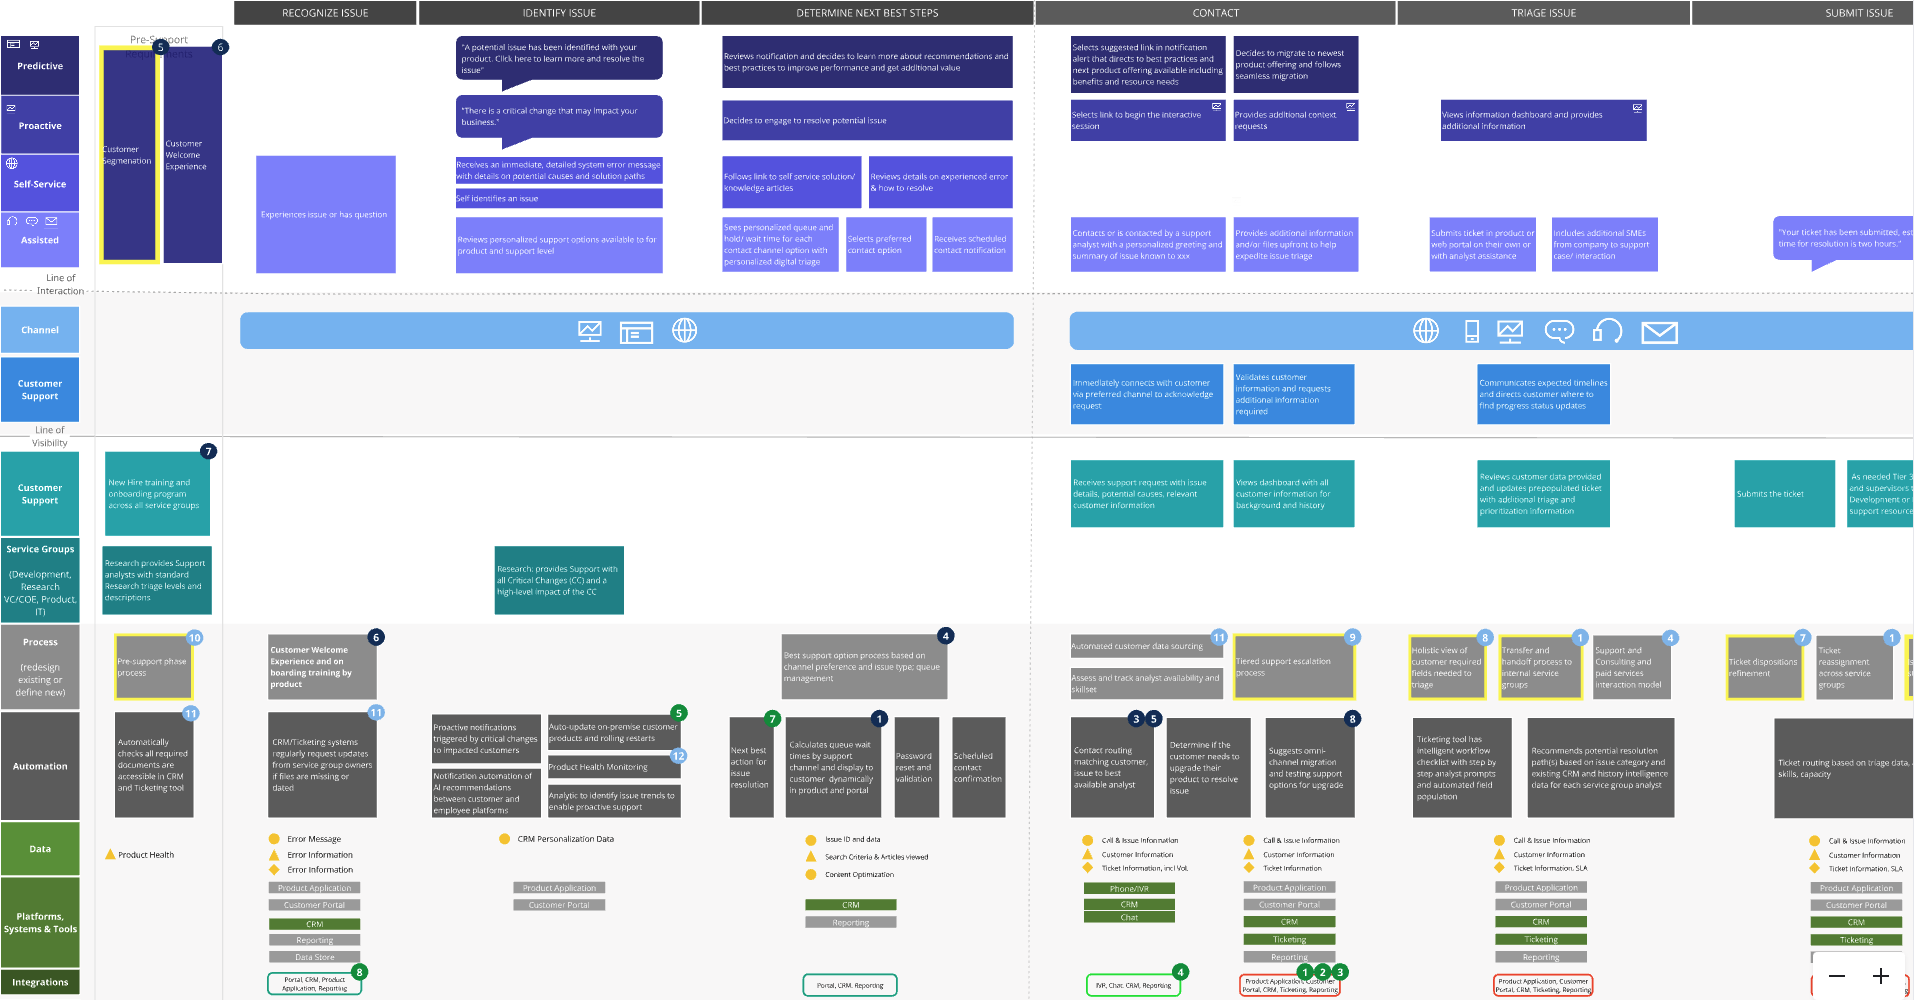 RECOGNIZE ISSUE
IDENTIFY ISSUE
DETERMINE NEXT BEST STEPS
CONTACT
TRIAGE ISSUE
SUBMIT ISSUE
Pre-Support
5
6
Predictive
"A potential issue has been identified with your
product. Click here to learn more and resolve the
issue"
Reviews notification and decides to learn more about recommendations and
best practices to improve performance and get additional value
Selects suggested link in notification
alert that directs to best practices and
next product offering available including
benefits and resource needs
Decides to migrate to newest
product offering and follows
seamless migration
Proactive
"There is a critical change that may impact your
business."
Decides to engage to resolve potential issue
Selects link to begin the interactive
session
Provides additional context
requests
Views information dashboard and provides
additional information
Customer
Segmenation
Customer
Welcome
Experience
Self-Service
Experiences issue or has question
Receives an immediate, detailed system error message
with details on potential causes and solution paths
Self identifies an issue
Follows link to self service solution/
knowledge articles
Reviews details on experienced error
& how to resolve
Assisted
Reviews personalized support options available to for
product and support level
Sees personalized queue and
hold/ wait time for each
contact channel option with
personalized digital triage
Selects preferred
contact option
Receives scheduled
contact notification
Contacts or is contacted by a support
analyst with a personalized greeting and
summary of issue known to xxx
Provides additional information
and/or files upfront to help
expedite issue triage
Submits ticket in product or
web portal on their own or
with analyst assistance
Includes additional SMEs
from company to support
case/ interaction
"Your ticket has been submitted, est
time for resolution is two hours."
Line of
Interaction
Channel
Customer
Support
Immediately connects with customer
via preferred channel to acknowledge
request
Validates customer
information and requests
additional information
required
Communicates expected timelines
and directs customer where to
find progress status updates
Line of
Visibility
Customer
Support
7
New Hire training and
onboarding program
across all service groups
Receives support request with issue
details, potential causes, relevant
customer information
Views dashboard with all
customer information for
background and history
Reviews customer data provided
and updates prepopulated ticket
with additional triage and
prioritization information
Submits the ticket
As needed Tier 3
and supervisors
Development or
support resource
Service Groups
(Development,
Research
VC/COE, Product,
IT)
Research provides Support
analysts with standard
Research triage levels and
descriptions
Research: provides Support with
all Critical Changes (CC) and a
high-level impact of the CC
Process
(redesign
existing or
define new)
10
Pre-support phase
process
6
Customer Welcome
Experience and on
boarding training by
product
4
Best support option process based on
channel preference and issue type; queue
management
11
Automated customer data sourcing
Assess and track analyst availability and
skillset
9
Tiered support escalation
process
8
Holistic view of
customer required
fields needed to
triage
1
Transfer and
handoff process to
internal service
groups
4
Support and
Consulting and
paid services
interaction model
7
Ticket dispositions
refinement
1
Ticket
reassignment
across service
groups
Automation
11
Automatically
checks all required
documents are
accessible in CRM
and Ticketing tool
11
CRM/Ticketing systems
regularly request updates
from service group owners
if files are missing or
dated
Proactive notifications
triggered by critical changes
to impacted customers
Notification automation of
AI recommendations
between customer and
employee platforms
5
Auto-update on-premise customer
products and rolling restarts
12
Product Health Monitoring
Analytic to identify issue trends to
enable proactive support
7
Next best
action for
issue
resolution
1
Calculates queue wait
times by support
channel and display to
customer dynamically
in product and portal
Password
reset and
validation
Scheduled
contact
confirmation
3
5
Contact routing
matching customer,
issue to best
available analyst
Determine if the
customer needs to
upgrade their
product to resolve
issue
8
Suggests omni-
channel migration
and testing support
options for upgrade
Ticketing tool has
intelligent workflow
checklist with step by
step analyst prompts
and automated field
population
Recommends potential resolution
path(s) based on issue category and
existing CRM and history intelligence
data for each service group analyst
Ticket routing based on triage data,
skills, capacity
Data
Product Health
Error Message
Error Information
Error Information
CRM Personalization Data
Issue ID and data
Search Criteria & Articles viewed
Content Optimization
Call & Issue Information
Customer Information
Ticket Information, incl Vol.
Call & Issue Information
Customer Information
Ticket Information
Call & Issue Information
Customer Information
Ticket Information. SLA
Call & Issue Information
Customer Information
Ticket Information. SLA
Platforms,
Systems & Tools
Product Application
Customer Portal
CRM
Reporting
Data Store
Product Application
Customer Portal
CRM
Reporting
Phone/IVR
CRM
Chat
Product Application
Customer Portal
CRM
Ticketing
Reporting
Product Application
Customer Portal
CRM
Ticketing
Reporting
Product Application
Customer Portal
CRM
Ticketing
Integrations
8
Portal, CRM, Product
Application, Reporting
Portal, CRM, Reporting
4
IVR, Chat, CRM, Reporting
1
2
3
Product Application, Customer
Portal, CRM, Ticketing, Reporting
Product Application, Customer
Portal, CRM, Ticketing, Reporting